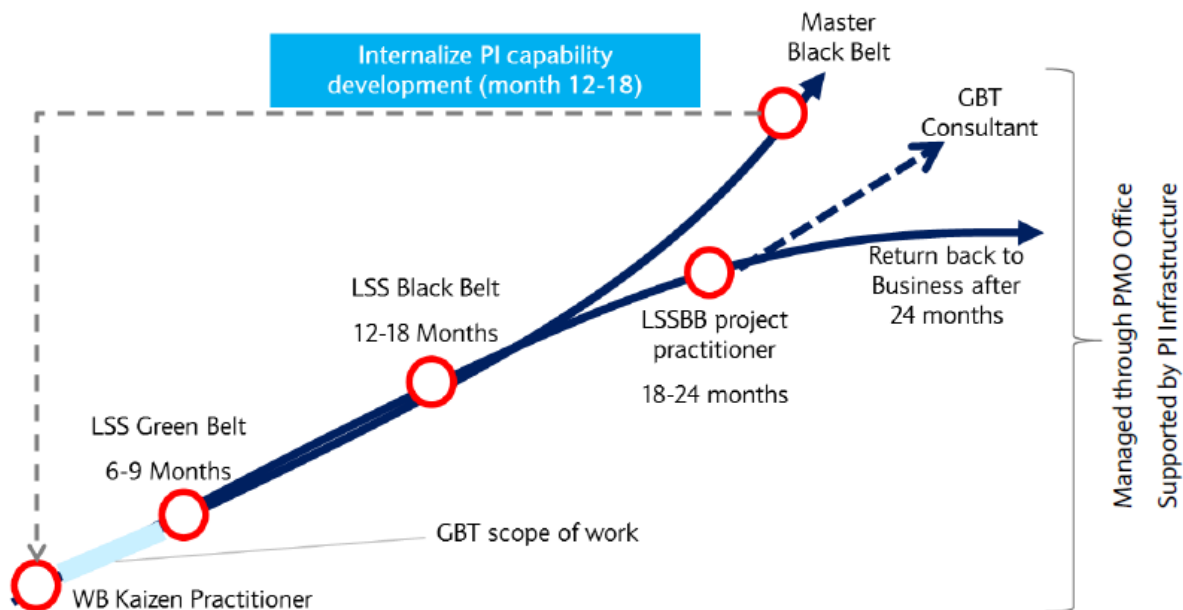 Master
Black Belt
Internalize PI capability
development (month 12-18)
GBT
Consultant
LSS Black Belt
12-18 Months
Return back to
Business after
24 months
LSSBB project
practitioner
18-24 months
LSS Green Belt
6-9 Months
GBT scope of work
WB Kaizen Practitioner
Managed through PMO Office
Supported by PI Infrastructure